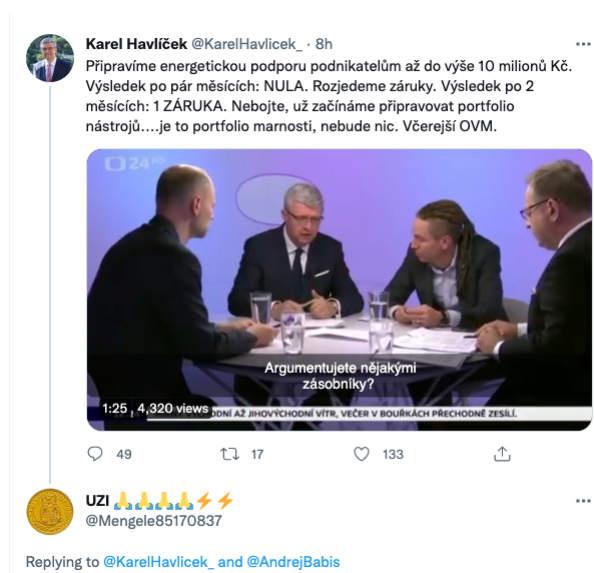 Karel Havlíček @KarelHavlicek_ · 8h
Připravíme energetickou podporu podnikatelům až do výše 10 milionů Kč.
Výsledek po pár měsících: NULA. Rozjedeme záruky. Výsledek po 2
měsících: 1 ZÁRUKA. Nebojte, už začínáme připravovat portfolio
nástrojů....je to portfolio marnosti, nebude nic. Včerejší OVM.
24
Argumentujete nějakými
zásobníky?
1:25 4,320 views
ODNÍ AŽ JIHOVÝCHODNÍ VÍTR, VEČER V BOUŘKÁCH PŘECHODNĚ ZESÍLÍ.
49 17 133
UZI 🙏🙏🙏🙏⚡⚡
@Mengele85170837
Replying to @KarelHavlicek_ and @AndrejBabis